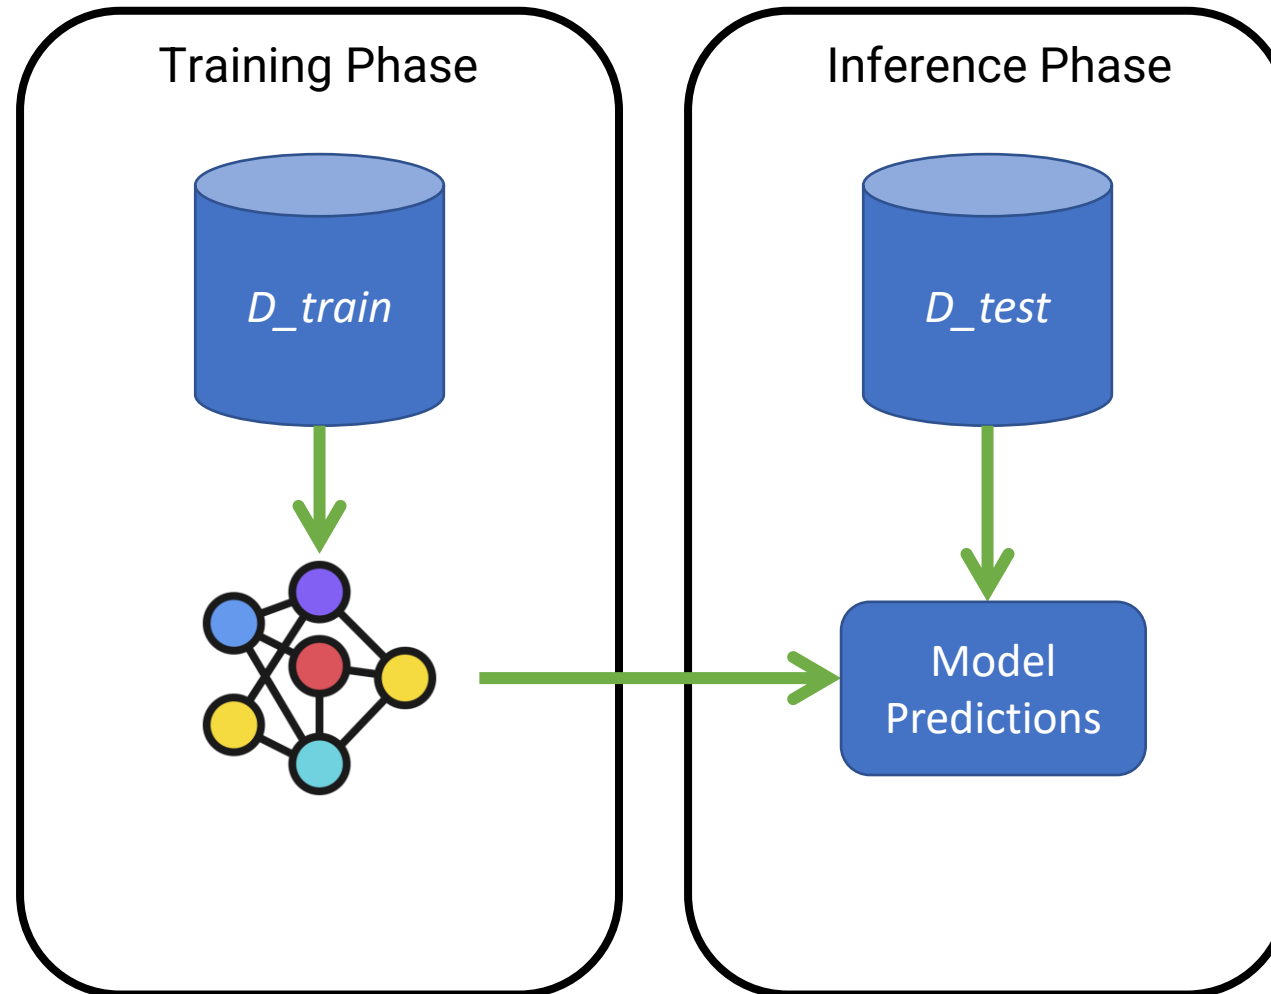 Training Phase
Inference Phase
D_train
D_test
Model
Predictions